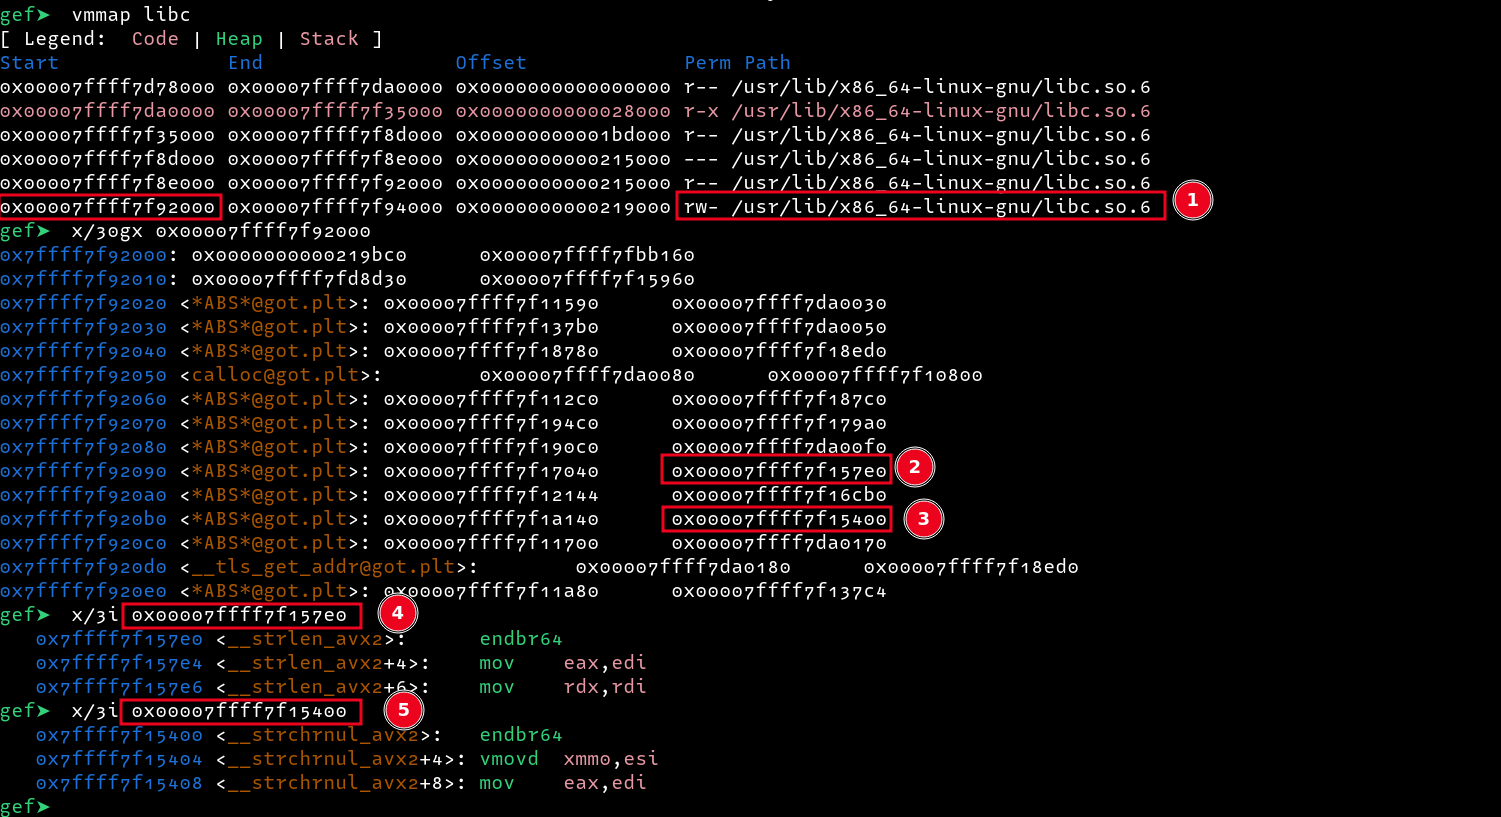 gef➤  vmmap libc
[ Legend:  Code | Heap | Stack ]
Start              End                Offset             Perm Path
0x00007ffff7d78000 0x00007ffff7da0000 0x0000000000000000 r-- /usr/lib/x86_64-linux-gnu/libc.so.6
0x00007ffff7da0000 0x00007ffff7f35000 0x0000000000028000 r-x /usr/lib/x86_64-linux-gnu/libc.so.6
0x00007ffff7f35000 0x00007ffff7f8d000 0x00000000001bd000 r-- /usr/lib/x86_64-linux-gnu/libc.so.6
0x00007ffff7f8d000 0x00007ffff7f8e000 0x0000000000215000 --- /usr/lib/x86_64-linux-gnu/libc.so.6
0x00007ffff7f8e000 0x00007ffff7f92000 0x0000000000215000 r-- /usr/lib/x86_64-linux-gnu/libc.so.6
0x00007ffff7f92000 0x00007ffff7f94000 0x0000000000219000 rw- /usr/lib/x86_64-linux-gnu/libc.so.6 1
gef➤  x/30gx 0x00007ffff7f92000
0x7ffff7f92000: 0x0000000000219bc0      0x00007ffff7fbb160
0x7ffff7f92010: 0x00007ffff7fd8d30      0x00007ffff7f15960
0x7ffff7f92020 <*ABS*@got.plt>: 0x00007ffff7f11590      0x00007ffff7da0030
0x7ffff7f92030 <*ABS*@got.plt>: 0x00007ffff7f137b0      0x00007ffff7da0050
0x7ffff7f92040 <*ABS*@got.plt>: 0x00007ffff7f18780      0x00007ffff7f18ed0
0x7ffff7f92050 <calloc@got.plt>:        0x00007ffff7da0080      0x00007ffff7f10800
0x7ffff7f92060 <*ABS*@got.plt>: 0x00007ffff7f112c0      0x00007ffff7f187c0
0x7ffff7f92070 <*ABS*@got.plt>: 0x00007ffff7f194c0      0x00007ffff7f179a0
0x7ffff7f92080 <*ABS*@got.plt>: 0x00007ffff7f190c0      0x00007ffff7da00f0
0x7ffff7f92090 <*ABS*@got.plt>: 0x00007ffff7f17040      0x00007ffff7f157e0 2
0x7ffff7f920a0 <*ABS*@got.plt>: 0x00007ffff7f12144      0x00007ffff7f16cb0
0x7ffff7f920b0 <*ABS*@got.plt>: 0x00007ffff7f1a140      0x00007ffff7f15400 3
0x7ffff7f920c0 <*ABS*@got.plt>: 0x00007ffff7f11700      0x00007ffff7da0170
0x7ffff7f920d0 <__tls_get_addr@got.plt>:        0x00007ffff7da0180      0x00007ffff7f18ed0
0x7ffff7f920e0 <*ABS*@got.plt>: 0x00007ffff7f11a80      0x00007ffff7f137c4
gef➤  x/3i 0x00007ffff7f157e0 4
   0x7ffff7f157e0 <__strlen_avx2>:      endbr64
   0x7ffff7f157e4 <__strlen_avx2+4>:    mov    eax,edi
   0x7ffff7f157e6 <__strlen_avx2+6>:    mov    rdx,rdi
gef➤  x/3i 0x00007ffff7f15400 5
   0x7ffff7f15400 <__strchrnul_avx2>:   endbr64
   0x7ffff7f15404 <__strchrnul_avx2+4>: vmovd  xmm0,esi
   0x7ffff7f15408 <__strchrnul_avx2+8>: mov    eax,edi
gef➤